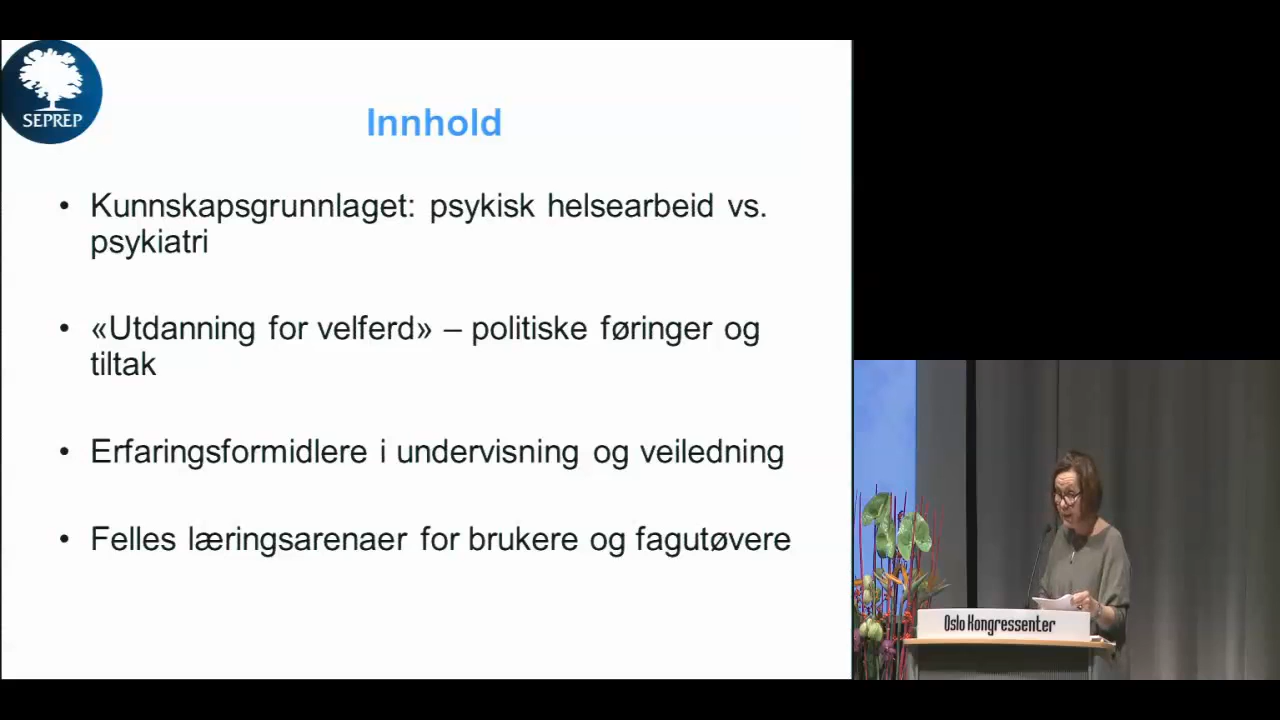 SEPREP
Innhold
• Kunnskapsgrunnlaget: psykisk helsearbeid vs.
psykiatri
• «Utdanning for velferd» – politiske føringer og
tiltak
• Erfaringsformidlere i undervisning og veiledning
• Felles læringsarenaer for brukere og fagutøvere
Oslo Kongressenter